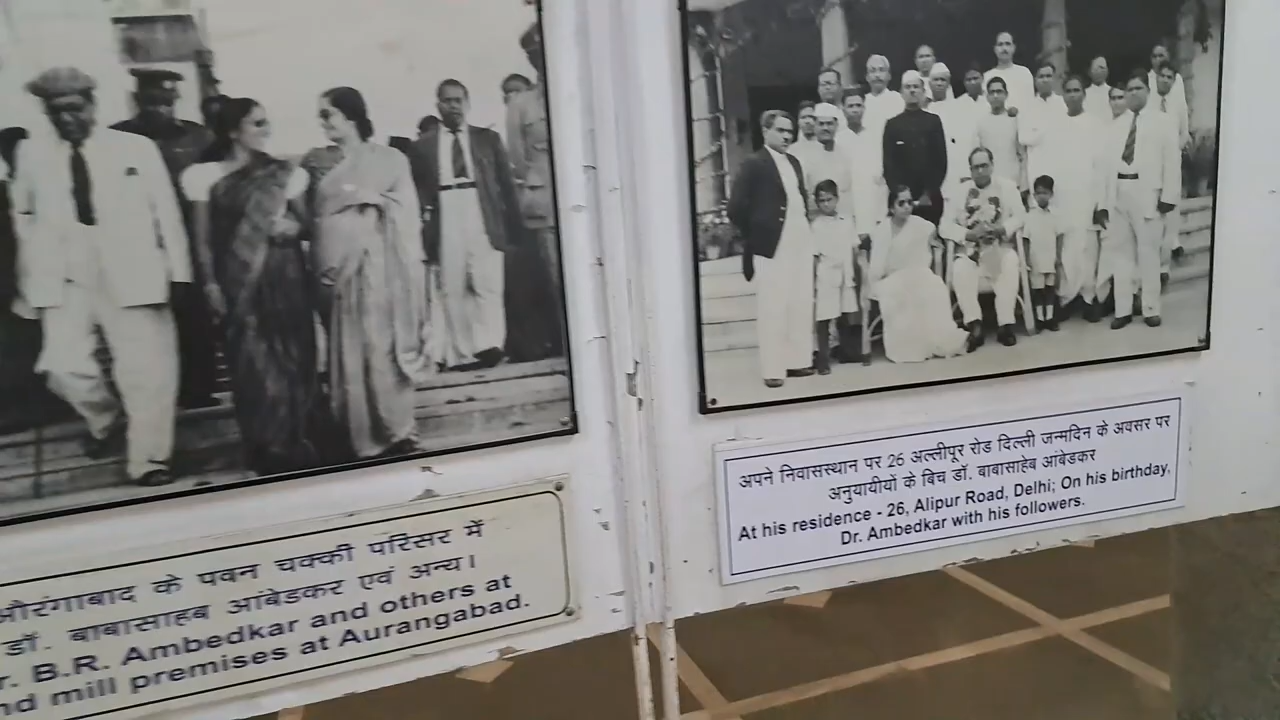 औरंगाबाद के पवन चक्की परिसर में
डॉ. बाबासाहब आंबेडकर एवं अन्य।
r. B.R. Ambedkar and others at
nd mill premises at Aurangabad.
अपने निवासस्थान पर 26 अल्लीपूर रोड दिल्ली जन्मदिन के अवसर पर
अनुयायीयों के बिच डॉ. बाबासाहेब आंबेडकर
At his residence - 26, Alipur Road, Delhi; On his birthday,
Dr. Ambedkar with his followers.